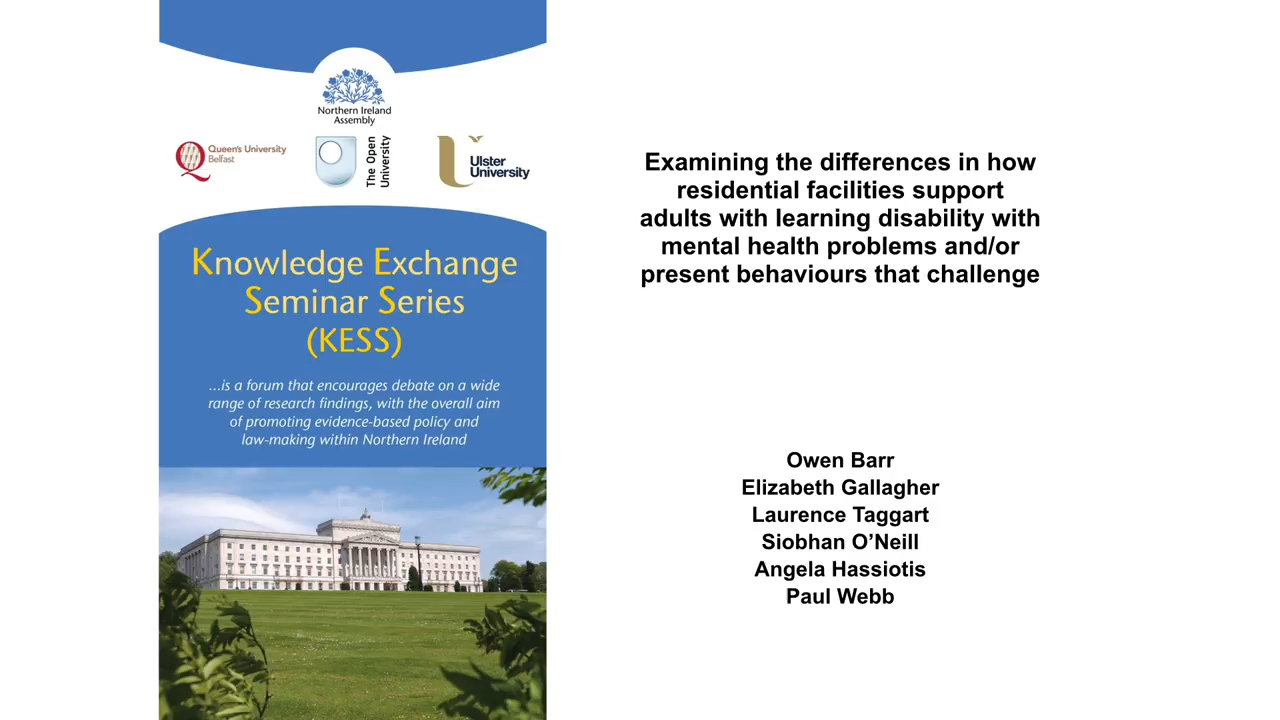 Northern Ireland
Assembly
Queen's University
Belfast
The Open
University
Ulster
University
Knowledge Exchange
Seminar Series
(KESS)
...is a forum that encourages debate on a wide
range of research findings, with the overall aim
of promoting evidence-based policy and
law-making within Northern Ireland
Examining the differences in how
residential facilities support
adults with learning disability with
mental health problems and/or
present behaviours that challenge
Owen Barr
Elizabeth Gallagher
Laurence Taggart
Siobhan O’Neill
Angela Hassiotis
Paul Webb